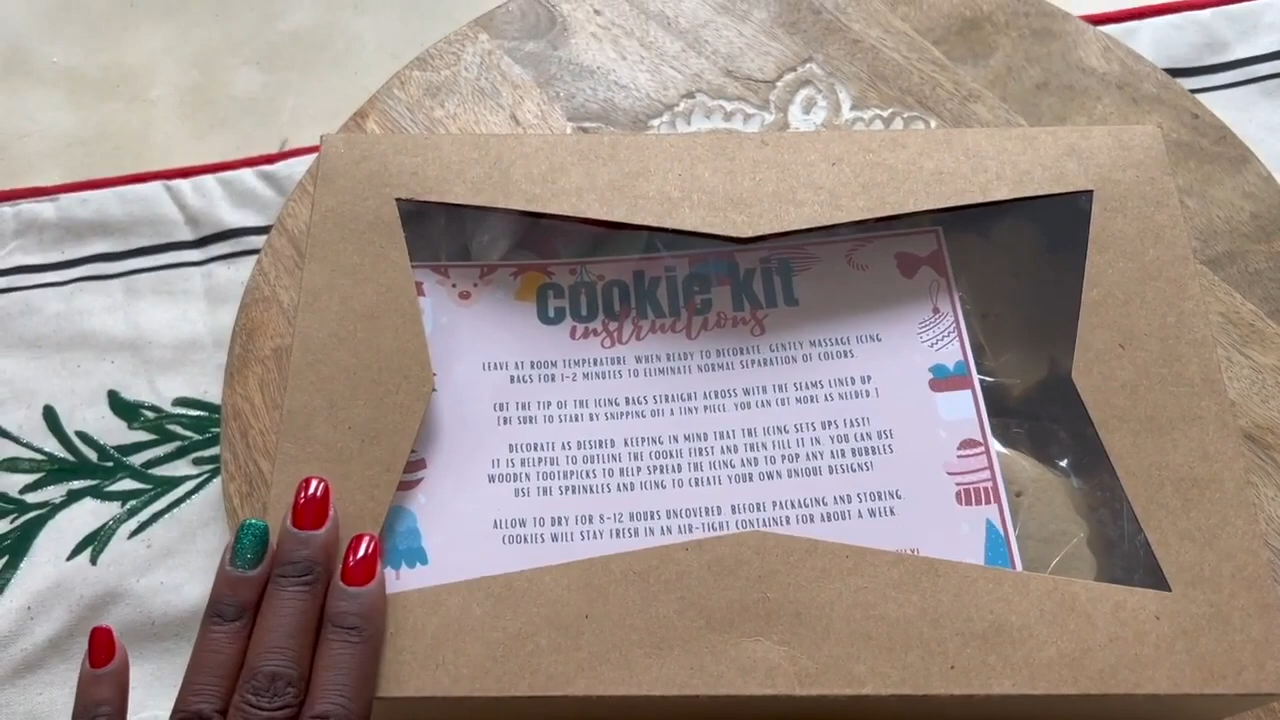 cookie kit
instructions
LEAVE AT ROOM TEMPERATURE. WHEN READY TO DECORATE, GENTLY MASSAGE ICING
BAGS FOR 1-2 MINUTES TO ELIMINATE NORMAL SEPARATION OF COLORS.
CUT THE TIP OF THE ICING BAGS STRAIGHT ACROSS WITH THE SEAMS LINED UP
[BE SURE TO START BY SNIPPING OFF A TINY PIECE. YOU CAN CUT MORE AS NEEDED.]
DECORATE AS DESIRED, KEEPING IN MIND THAT THE ICING SETS UPS FAST!
IT IS HELPFUL TO OUTLINE THE COOKIE FIRST AND THEN FILL IT IN. YOU CAN USE
WOODEN TOOTHPICKS TO HELP SPREAD THE ICING AND TO POP ANY AIR BUBBLES.
USE THE SPRINKLES AND ICING TO CREATE YOUR OWN UNIQUE DESIGNS!
ALLOW TO DRY FOR 8-12 HOURS UNCOVERED, BEFORE PACKAGING AND STORING.
COOKIES WILL STAY FRESH IN AN AIR-TIGHT CONTAINER FOR ABOUT A WEEK.